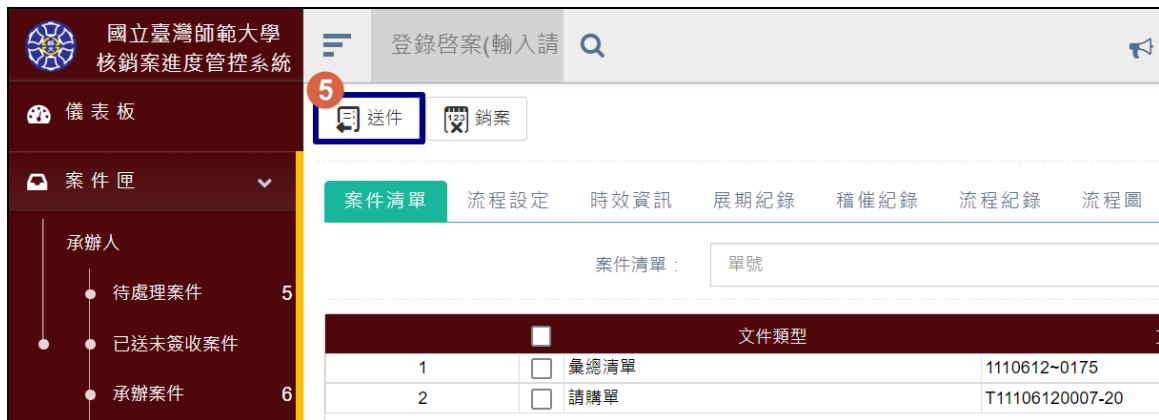 國立臺灣師範大學
核銷案進度管控系統
登錄啓案(輸入請
儀表板
5
送件
銷案
案件匣
案件清單 流程設定 時效資訊 展期紀錄 稽催紀錄 流程紀錄 流程圖
承辦人
案件清單：
單號
待處理案件 5
已送未簽收案件
承辦案件 6
文件類型
1 彙總清單 1110612~0175
2 請購單 T11106120007-20